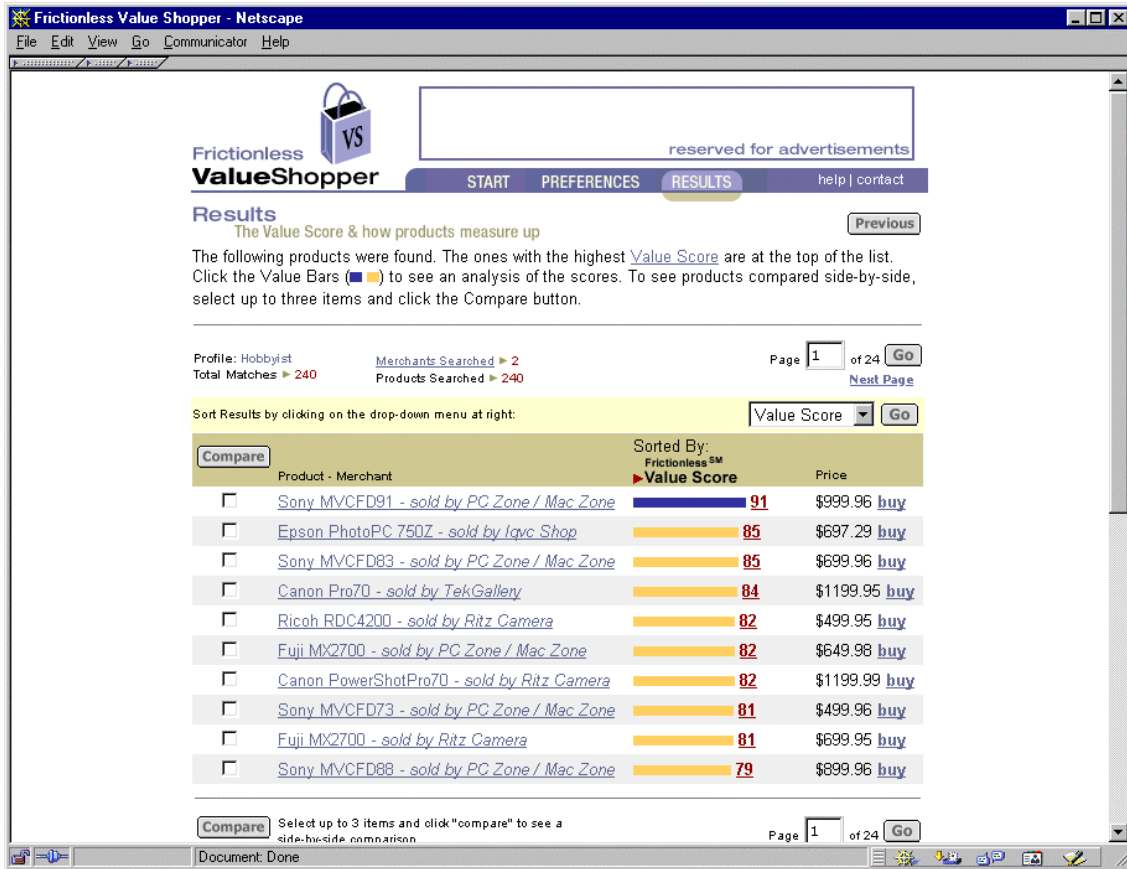 Frictionless Value Shopper - Netscape
File Edit View Go Communicator Help
VS
reserved for advertisements
Frictionless
ValueShopper
START PREFERENCES RESULTS help | contact
Results
The Value Score & how products measure up
Previous
The following products were found. The ones with the highest Value Score are at the top of the list.
Click the Value Bars ( ) to see an analysis of the scores. To see products compared side-by-side,
select up to three items and click the Compare button.
Profile: Hobbyist Merchants Searched ► 2 Page 1 of 24 Go
Total Matches ► 240 Products Searched ► 240 Next Page
Sort Results by clicking on the drop-down menu at right: Value Score Go
Compare Product - Merchant Sorted By: Frictionless SM ►Value Score Price
Sony MVCFD91 - sold by PC Zone / Mac Zone 91 $999.96 buy
Epson PhotoPC 750Z - sold by Iqvc Shop 85 $697.29 buy
Sony MVCFD83 - sold by PC Zone / Mac Zone 85 $699.96 buy
Canon Pro70 - sold by TekGallery 84 $1199.95 buy
Ricoh RDC4200 - sold by Ritz Camera 82 $499.95 buy
Fuji MX2700 - sold by PC Zone / Mac Zone 82 $649.98 buy
Canon PowerShotPro70 - sold by Ritz Camera 82 $1199.99 buy
Sony MVCFD73 - sold by PC Zone / Mac Zone 81 $499.96 buy
Fuji MX2700 - sold by Ritz Camera 81 $699.95 buy
Sony MVCFD88 - sold by PC Zone / Mac Zone 79 $899.96 buy
Compare Select up to 3 items and click "compare" to see a
side-by-side comparison Page 1 of 24 Go
Document: Done